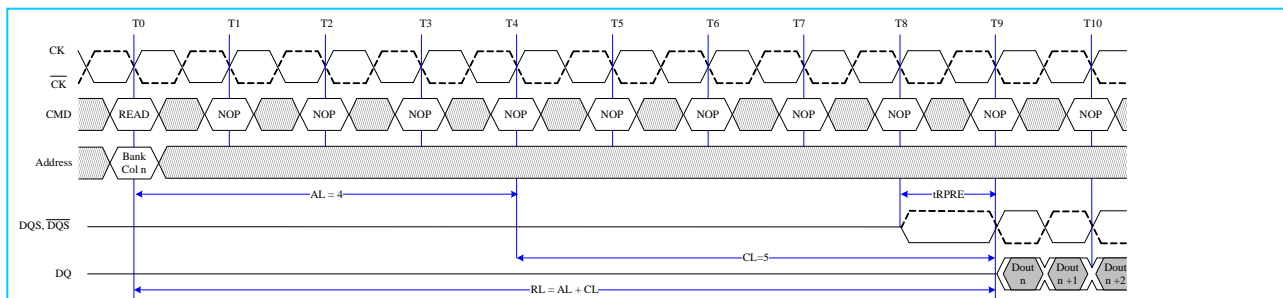 T0 T1 T2 T3 T4 T5 T6 T7 T8 T9 T10
CK
CK
CMD READ NOP NOP NOP NOP NOP NOP NOP NOP NOP NOP
Address Bank
Col n
AL = 4 tRPRE
DQS, DQS
CL=5
DQ Dout Dout Dout
n n +1 n +2
RL = AL + CL